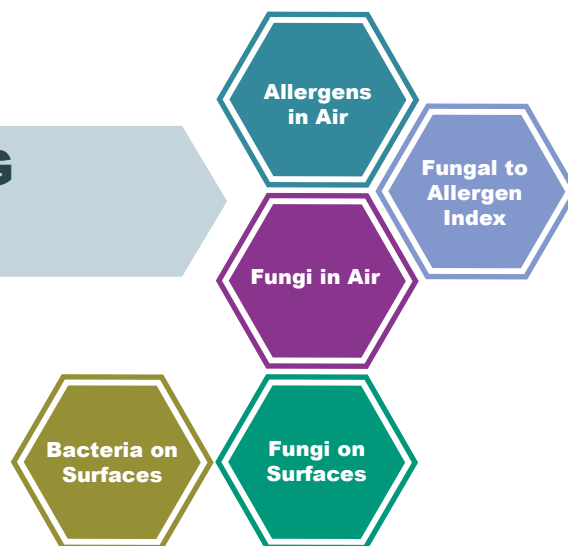 G
Allergens
in Air
Fungal to
Allergen
Index
Fungi in Air
Bacteria on
Surfaces
Fungi on
Surfaces